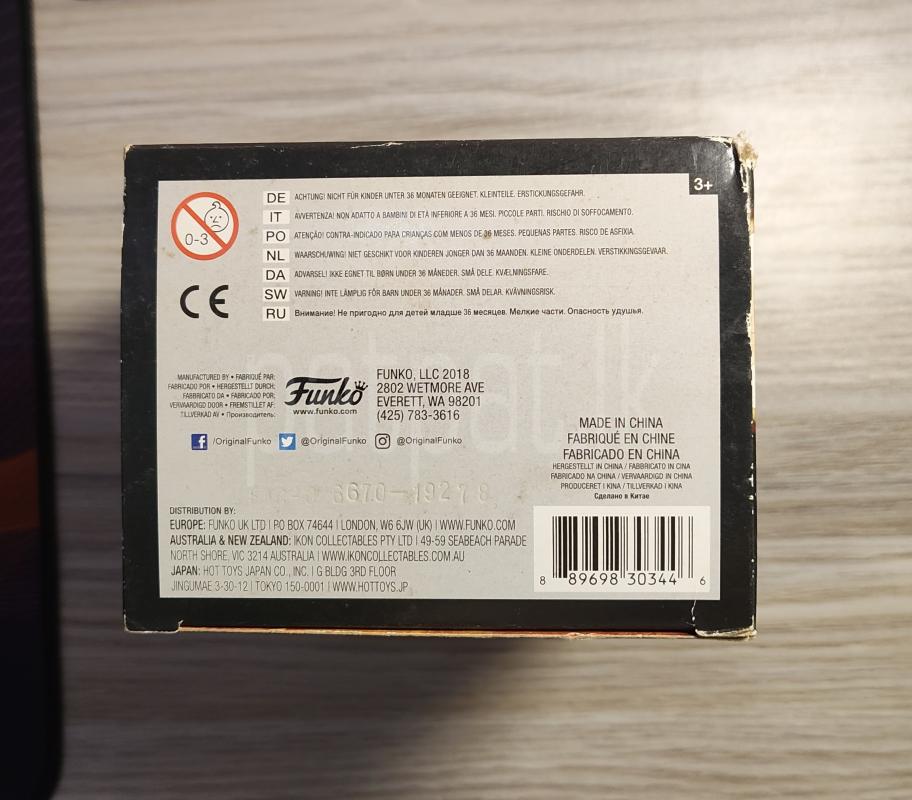 3+
0-3
DE ACHTUNG! NICHT FÜR KINDER UNTER 36 MONATEN GEEIGNET. KLEINTEILE. ERSTICKUNGSGEFAHR.
IT AVVERTENZA! NON ADATTO A BAMBINI DI ETÀ INFERIORE A 36 MESI. PICCOLE PARTI. RISCHIO DI SOFFOCAMENTO.
PO ATENÇÃO! CONTRA-INDICADO PARA CRIANÇAS COM MENOS DE 36 MESES. PEQUENAS PARTES. RISCO DE ASFIXIA.
NL WAARSCHUWING! NIET GESCHIKT VOOR KINDEREN JONGER DAN 36 MAANDEN. KLEINE ONDERDELEN. VERSTIKKINGSGEVAAR.
DA ADVARSEL! IKKE EGNET TIL BØRN UNDER 36 MÅNEDER. SMÅ DELE. KVÆLNINGSFARE.
SW VARNING! INTE LÄMPLIG FÖR BARN UNDER 36 MÅNADER. SMÅ DELAR. KVÄVNINGSRISK.
RU Внимание! Не пригодно для детей младше 36 месяцев. Мелкие части. Опасность удушья.
CE
MANUFACTURED BY • FABRIQUÉ PAR:
FABRICADO POR • HERGESTELLT DURCH:
FABBRICATO DA • FABRICADO POR:
VERVAARDIGD DOOR • FREMSTILLET AF:
TILLVERKAD AV • Производитель:
Funko
www.funko.com
FUNKO, LLC 2018
2802 WETMORE AVE
EVERETT, WA 98201
(425) 783-3616
/OriginalFunko @OriginalFunko @OriginalFunko
MADE IN CHINA
FABRIQUÉ EN CHINE
FABRICADO EN CHINA
HERGESTELLT IN CHINA / FABBRICATO IN CINA
FABRICADO NA CHINA / VERVAARDIGD IN CHINA
PRODUCERET I KINA / TILLVERKAD I KINA
Сделано в Китае
DISTRIBUTION BY:
EUROPE: FUNKO UK LTD | PO BOX 74644 | LONDON, W6 6JW (UK) | WWW.FUNKO.COM
AUSTRALIA & NEW ZEALAND: IKON COLLECTABLES PTY LTD | 49-59 SEABEACH PARADE
NORTH SHORE, VIC 3214 AUSTRALIA | WWW.IKONCOLLECTABLES.COM.AU
JAPAN: HOT TOYS JAPAN CO., INC. | G BLDG 3RD FLOOR
JINGUMAE 3-30-12 | TOKYO 150-0001 | WWW.HOTTOYS.JP
8 89698 30344 6